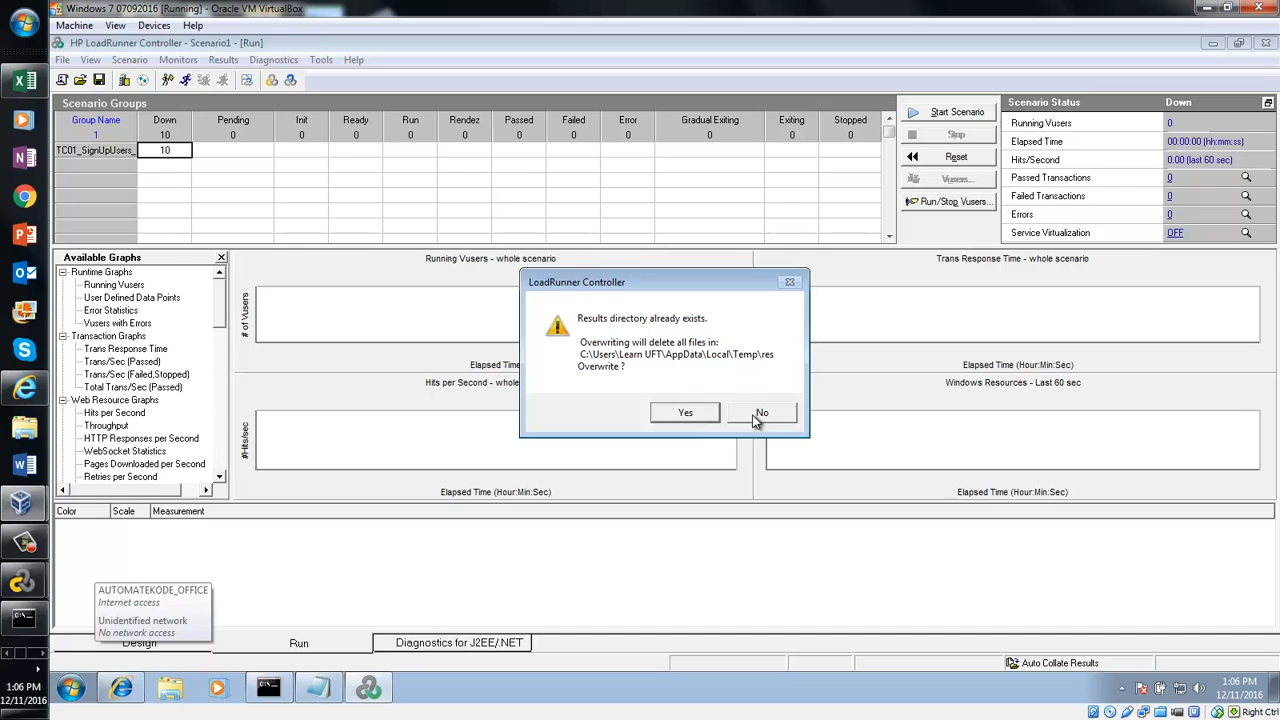 Windows 7 07092016 [Running] - Oracle VM VirtualBox
Machine View Devices Help
HP LoadRunner Controller - Scenario1 - [Run]
File View Scenario Monitors Results Diagnostics Tools Help
Scenario Groups
Group Name Down Pending Init Ready Run Rendez Passed Failed Error Gradual Exiting Exiting Stopped
1 10 0 0 0 0 0 0 0 0 0 0 0
TC01_SignUpUsers_ 10
Start Scenario
Stop
Reset
Vusers...
Run/Stop Vusers...
Scenario Status Down
Running Vusers 0
Elapsed Time 00:00:00 (hh:mm:ss)
Hits/Second 0.00 (last 60 sec)
Passed Transactions 0
Failed Transactions 0
Errors 0
Service Virtualization OFF
Available Graphs
Runtime Graphs
Running Vusers
User Defined Data Points
Error Statistics
Vusers with Errors
Transaction Graphs
Trans Response Time
Trans/Sec (Passed)
Trans/Sec (Failed,Stopped)
Total Trans/Sec (Passed)
Web Resource Graphs
Hits per Second
Throughput
HTTP Responses per Second
WebSocket Statistics
Pages Downloaded per Second
Retries per Second
Running Vusers - whole scenario
# of Vusers
Elapsed
Trans Response Time - whole scenario
Elapsed Time (Hour:Min:Sec)
Hits per Second - whole
#Hits/sec
Elapsed Time (Hour:Min:Sec)
Windows Resources - Last 60 sec
Elapsed Time (Hour:Min:Sec)
LoadRunner Controller
Results directory already exists.
Overwriting will delete all files in:
C:\Users\Learn UFT\AppData\Local\Temp\res
Overwrite ?
Yes No
Color Scale Measurement
AUTOMATEKODE_OFFICE
Internet access
Unidentified network
No network access
Design Run Diagnostics for J2EE/.NET
Auto Collate Results
1:06 PM
12/11/2016
1:06 PM
12/11/2016
Right Ctrl